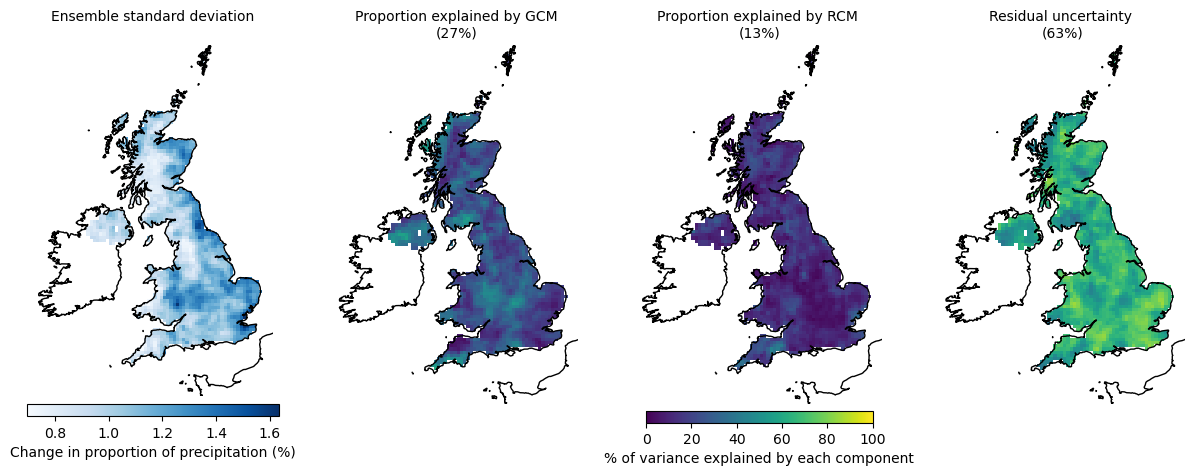 Ensemble standard deviation
Proportion explained by GCM
(27%)
Proportion explained by RCM
(13%)
Residual uncertainty
(63%)
0.8 1.0 1.2 1.4 1.6
Change in proportion of precipitation (%)
0 20 40 60 80 100
% of variance explained by each component